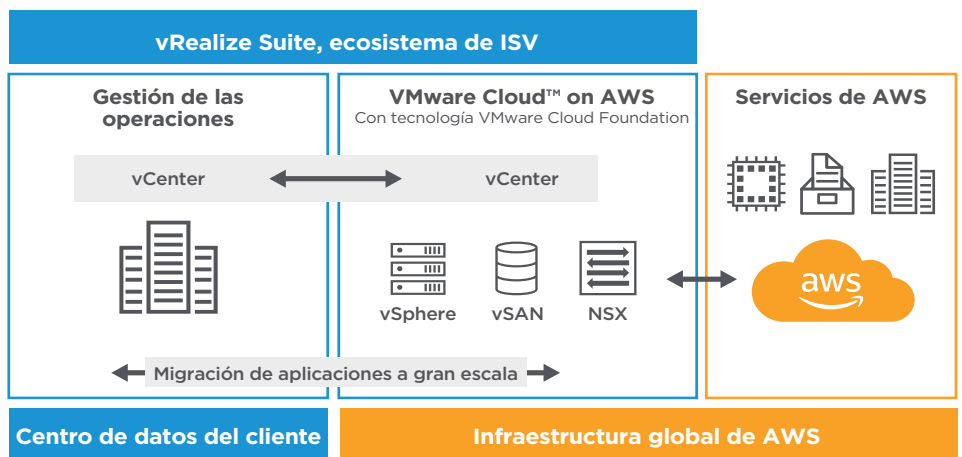 vRealize Suite, ecosistema de ISV
Gestión de las
operaciones
vCenter
VMware Cloud™ on AWS
Con tecnología VMware Cloud Foundation
vCenter
vSphere
vSAN
NSX
Migración de aplicaciones a gran escala
Servicios de AWS
aws
Centro de datos del cliente
Infraestructura global de AWS